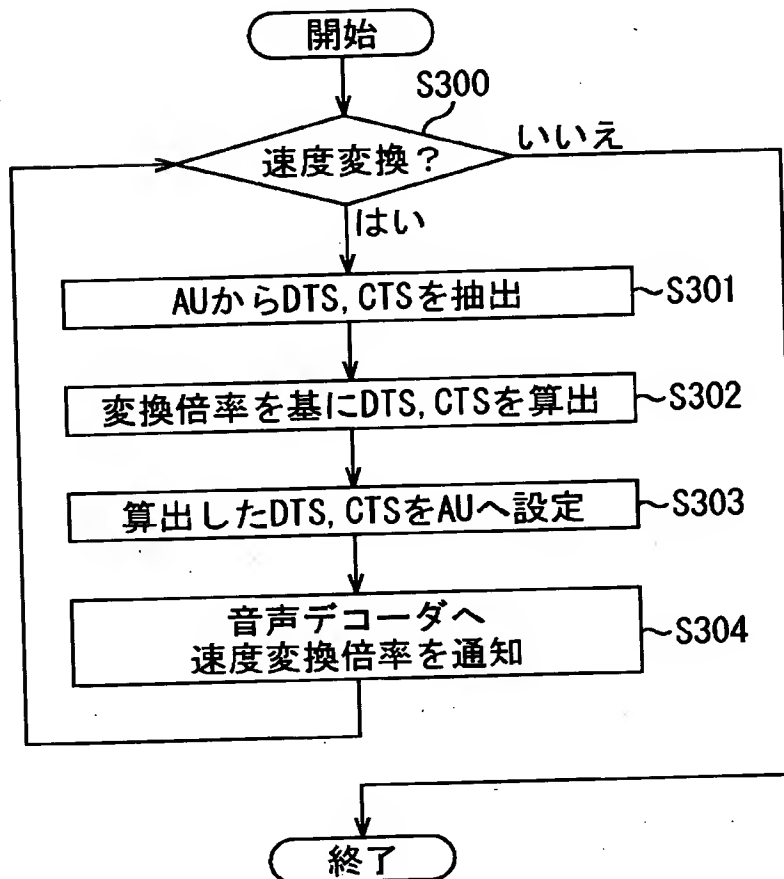 開始
S300
速度変換？
いいえ
はい
AUからDTS,CTSを抽出
S301
変換倍率を基にDTS,CTSを算出
S302
算出したDTS,CTSをAUへ設定
S303
音声デコーダへ
速度変換倍率を通知
S304
終了